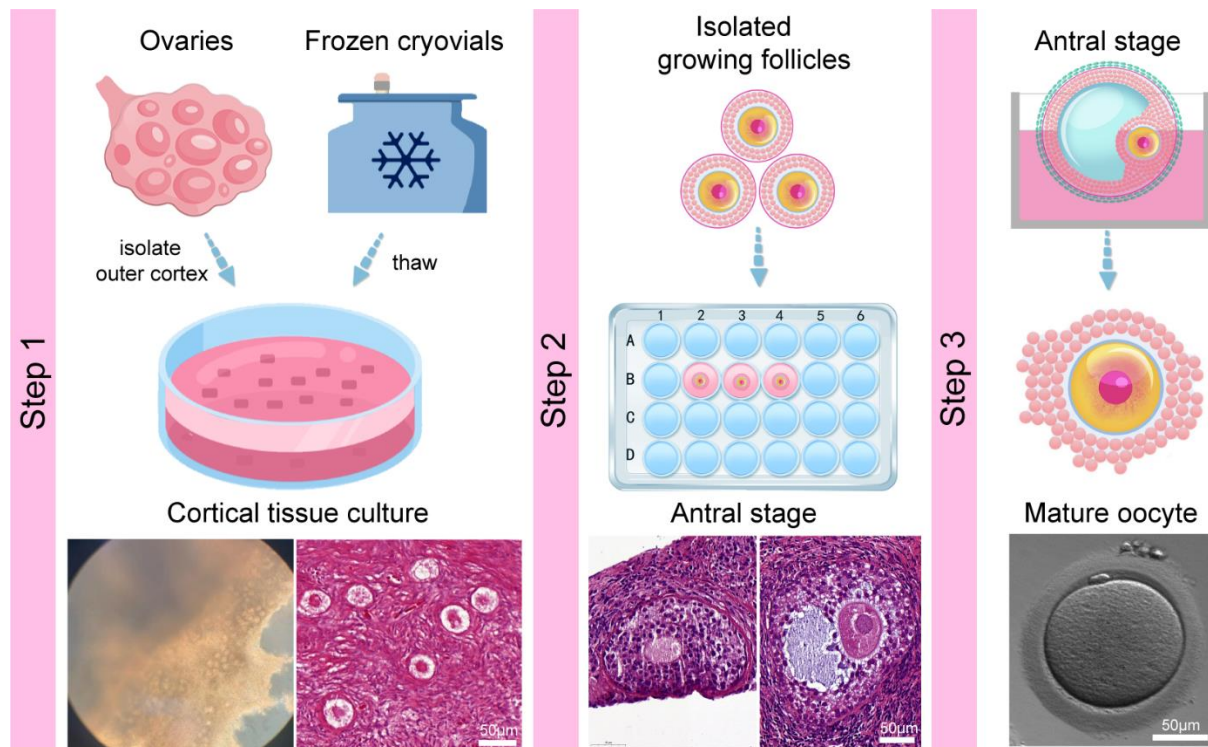 Step 1
Ovaries
Frozen cryovials
isolate
outer cortex
thaw
Cortical tissue culture
50μm
Step 2
Isolated
growing follicles
1 2 3 4 5 6
A
B
C
D
Antral stage
50μm
Step 3
Antral stage
Mature oocyte
50μm